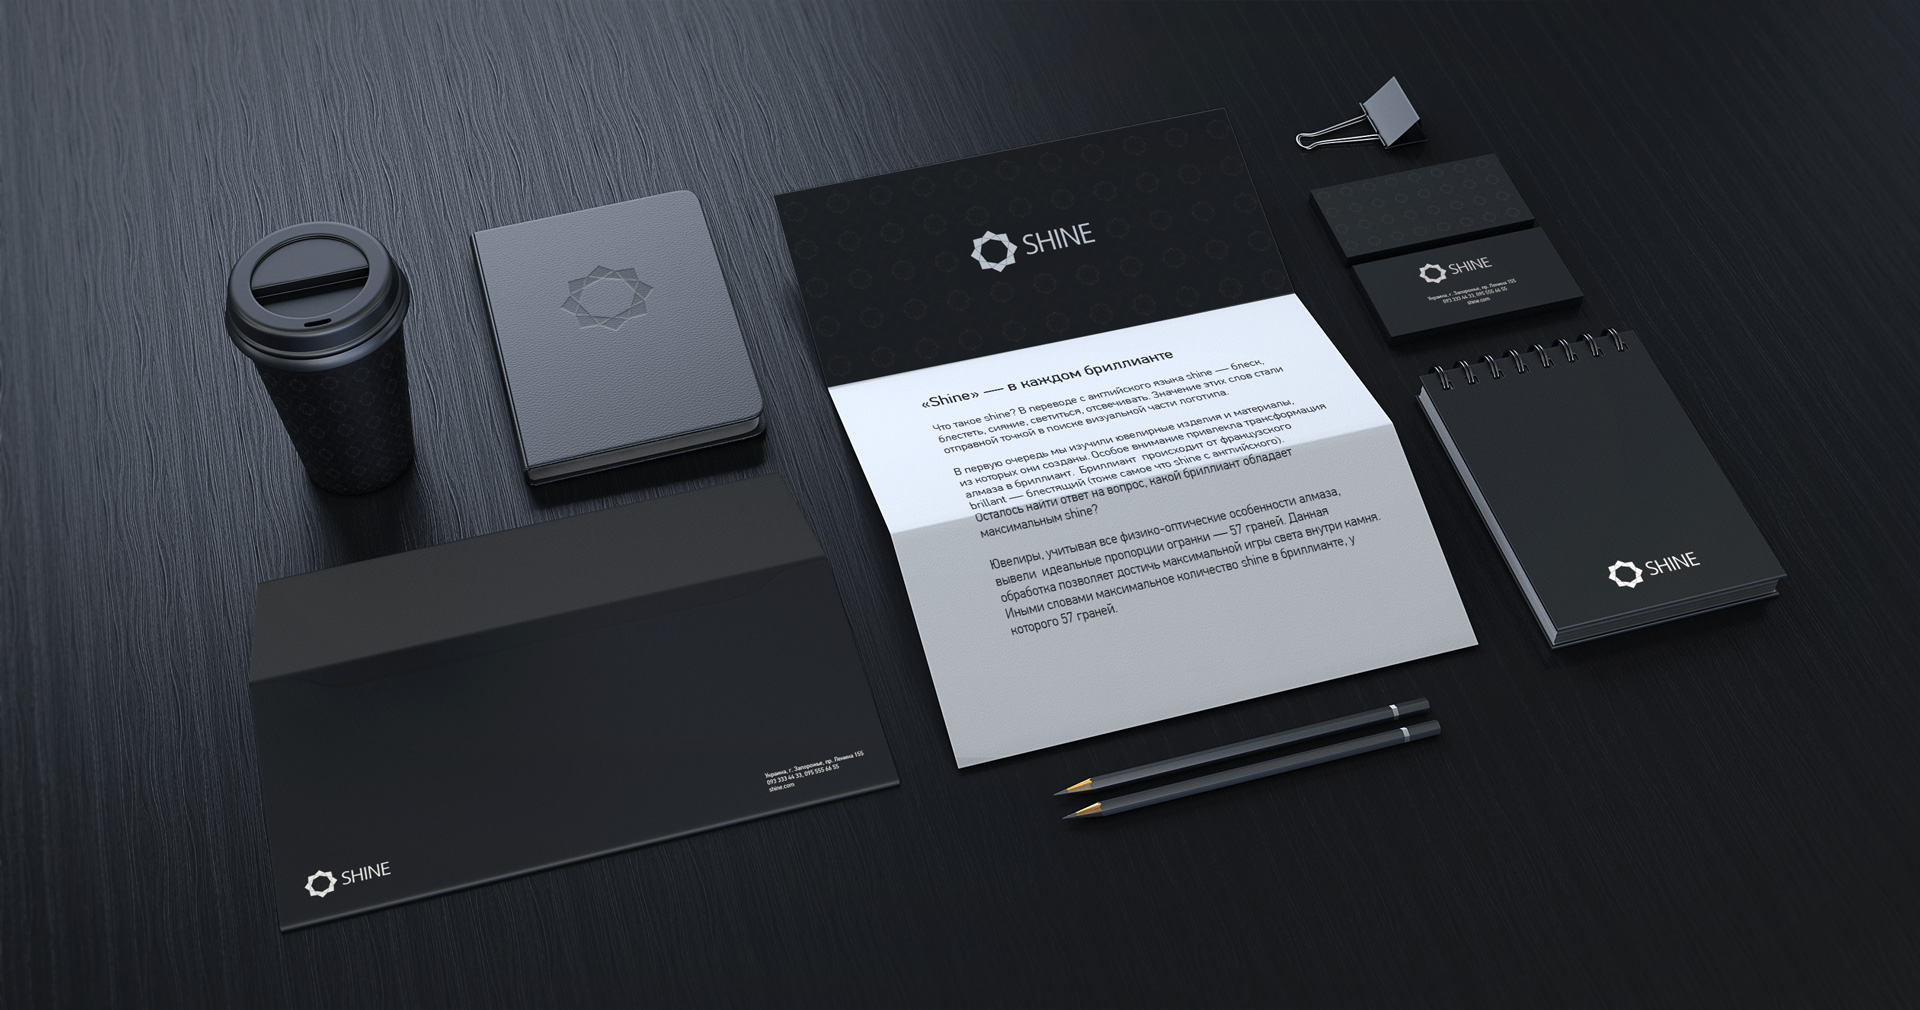 SHINE
«Shine» — в каждом бриллианте
Что такое shine? В переводе с английского языка shine — блеск,
блестеть, сияние, светиться, отсвечивать. Значение этих слов стали
отправной точкой в поиске визуальной части логотипа.
В первую очередь мы изучили ювелирные изделия и материалы,
из которых они созданы. Особое внимание привлекла трансформация
алмаза в бриллиант. Бриллиант происходит от французского
brillant — блестящий (тоже самое что shine с английского).
Осталось найти ответ на вопрос, какой бриллиант обладает
максимальным shine?
Ювелиры, учитывая все физико-оптические особенности алмаза,
вывели идеальные пропорции огранки — 57 граней. Данная
обработка позволяет достичь максимальной игры света внутри камня.
Иными словами максимальное количество shine в бриллианте, у
которого 57 граней.
SHINE
Украина, г. Запорожье, пр. Ленина 155
093 333 44 33, 095 555 66 55
shine.com
SHINE
Украина, г. Запорожье, пр. Ленина 155
093 333 44 33, 095 555 66 55
shine.com
SHINE